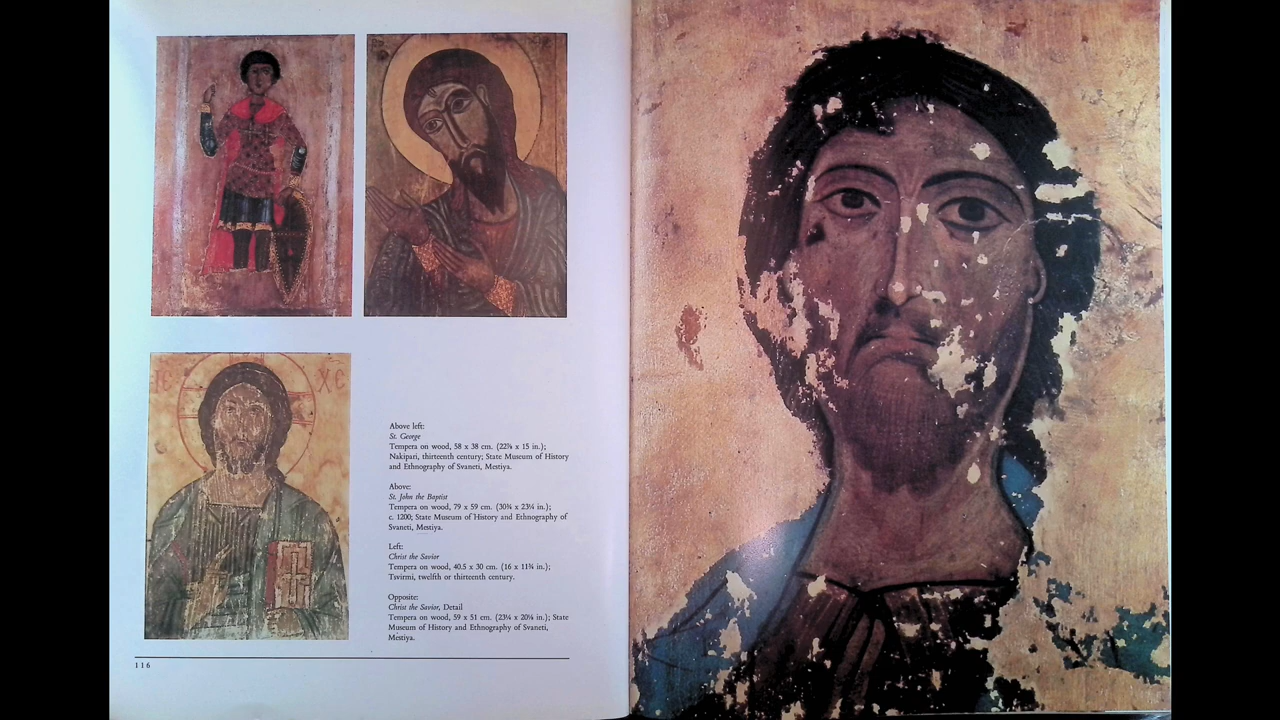 IC XC
Above left:
St. George
Tempera on wood, 58 x 38 cm. (22⅞ x 15 in.);
Nakipari, thirteenth century; State Museum of History
and Ethnography of Svaneti, Mestiya.
Above:
St. John the Baptist
Tempera on wood, 79 x 59 cm. (30¾ x 23¼ in.);
c. 1200; State Museum of History and Ethnography of
Svaneti, Mestiya.
Left:
Christ the Savior
Tempera on wood, 40.5 x 30 cm. (16 x 11¾ in.);
Tsvirmi, twelfth or thirteenth century.
Opposite:
Christ the Savior, Detail
Tempera on wood, 59 x 51 cm. (23¼ x 20⅛ in.); State
Museum of History and Ethnography of Svaneti,
Mestiya.
116